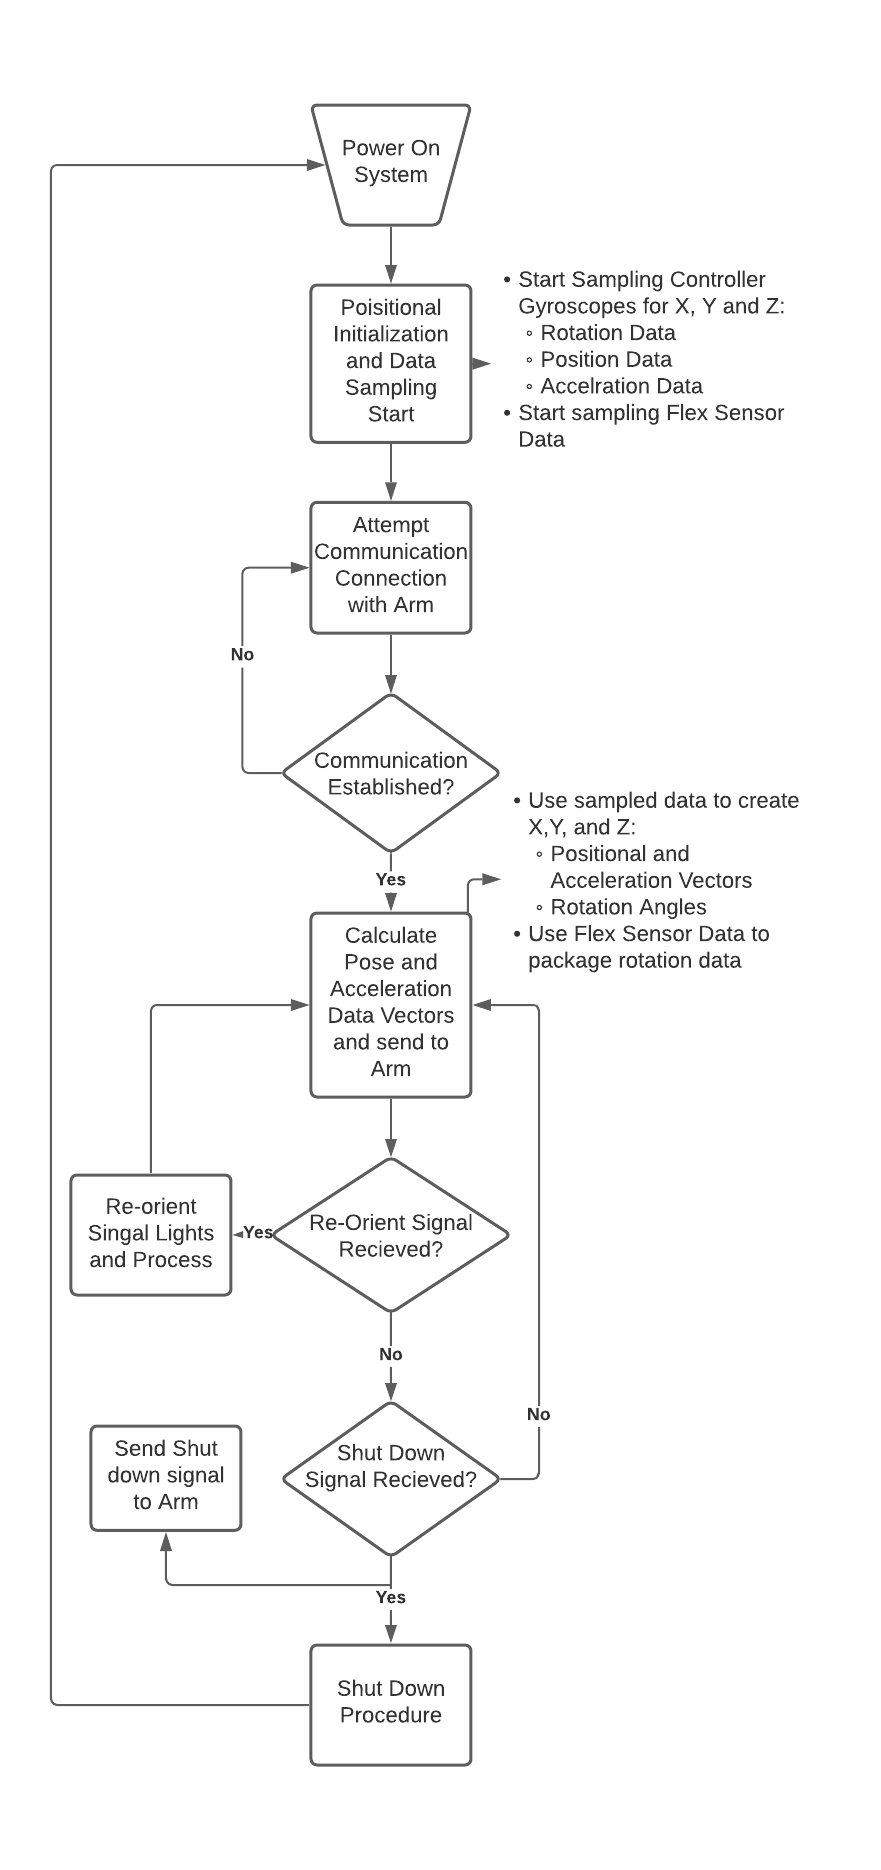 Power On
System
• Start Sampling Controller
Gyroscopes for X, Y and Z:
◦ Rotation Data
◦ Position Data
◦ Accelration Data
• Start sampling Flex Sensor
Data
Poisitional
Initialization
and Data
Sampling
Start
Attempt
Communication
Connection
with Arm
No
Communication
Established?
Yes
• Use sampled data to create
X,Y, and Z:
◦ Positional and
Acceleration Vectors
◦ Rotation Angles
• Use Flex Sensor Data to
package rotation data
Calculate
Pose and
Acceleration
Data Vectors
and send to
Arm
Re-orient
Singal Lights
and Process
Yes
Re-Orient Signal
Recieved?
No
No
Send Shut
down signal
to Arm
Shut Down
Signal Recieved?
Yes
Shut Down
Procedure